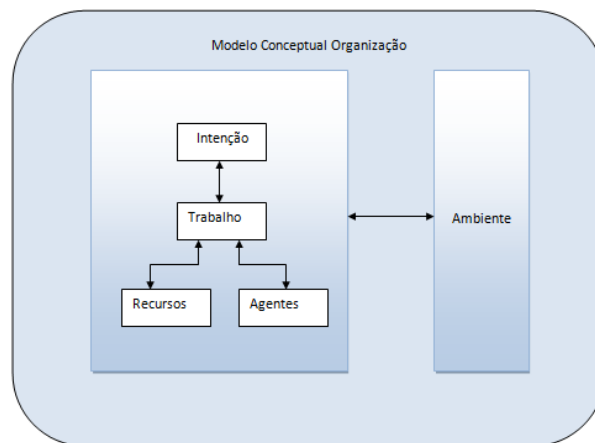 Modelo Conceptual Organização
Intenção
Trabalho
Recursos
Agentes
Ambiente